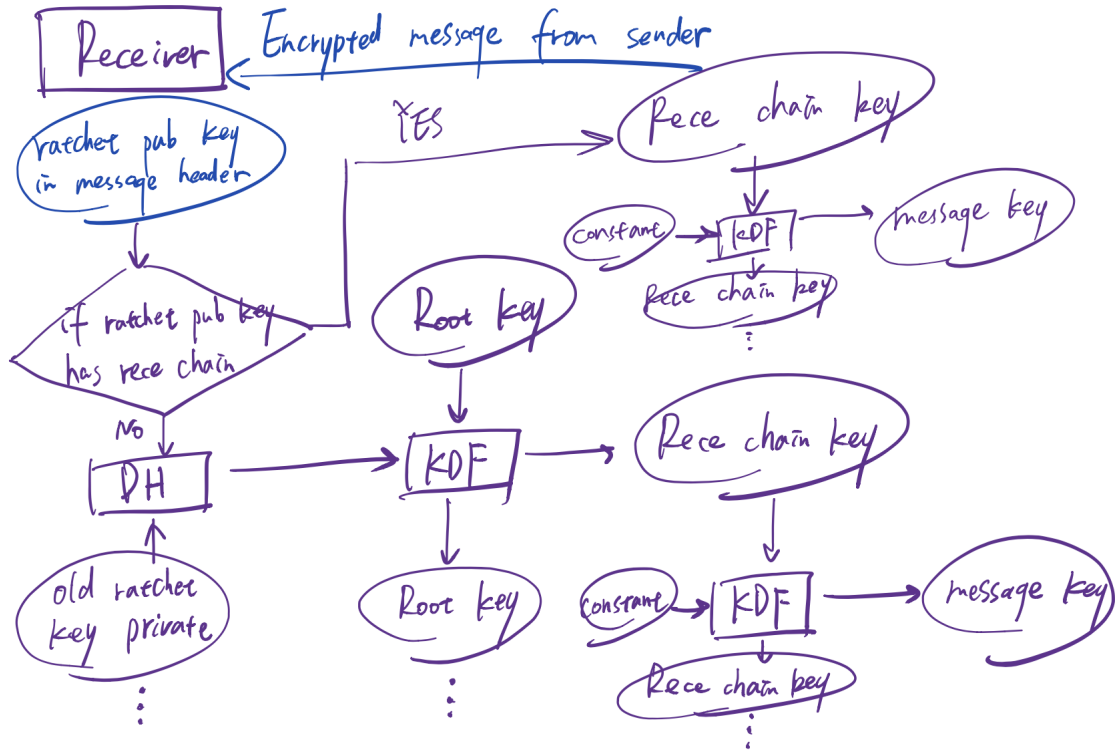 Receiver
Encrypted message from sender
ratchet pub key
in message header
YES
Rece chain key
constant
KDF
message key
Rece chain key
if ratchet pub key
has rece chain
Root key
No
DH
KDF
Rece chain key
old ratchet
key private
Root key
constant
KDF
message key
Rece chain key